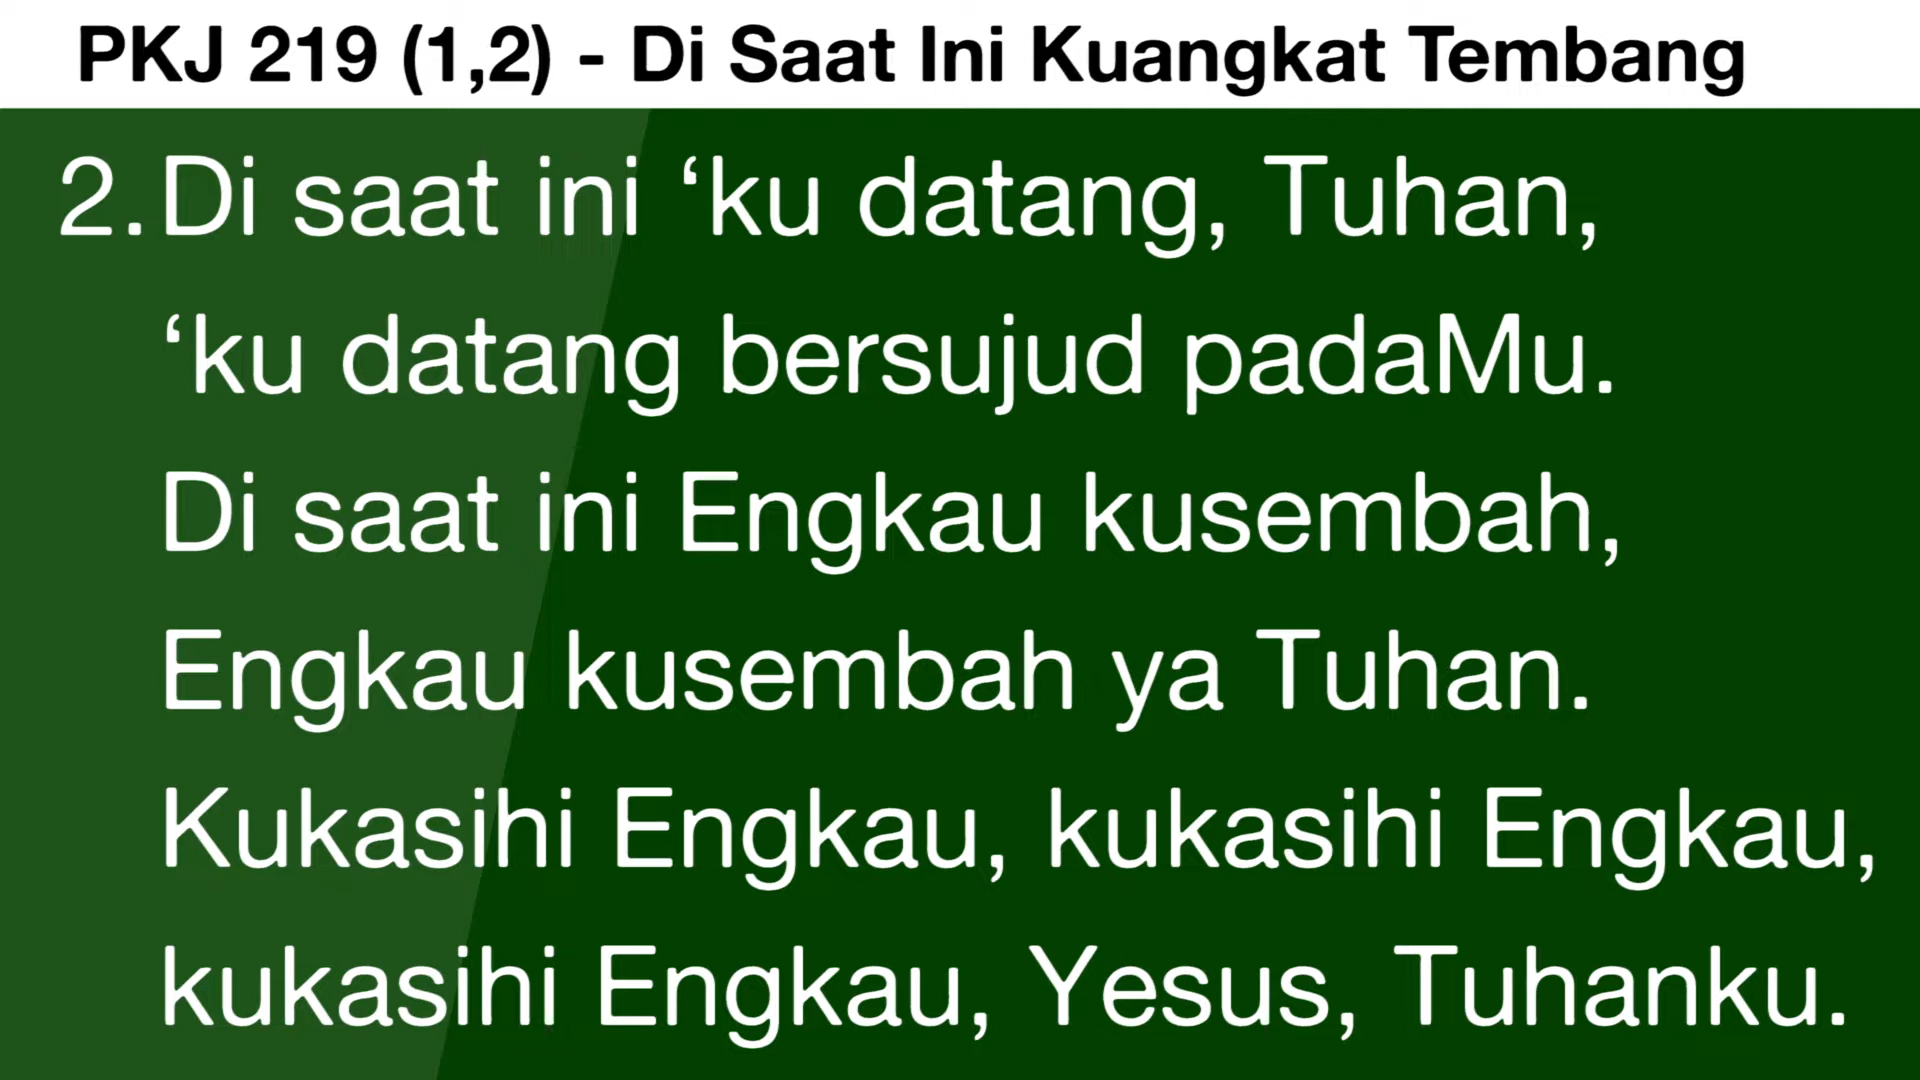 PKJ 219 (1,2) - Di Saat Ini Kuangkat Tembang
2. Di saat ini ‘ku datang, Tuhan,
‘ku datang bersujud padaMu.
Di saat ini Engkau kusembah,
Engkau kusembah ya Tuhan.
Kukasihi Engkau, kukasihi Engkau,
kukasihi Engkau, Yesus, Tuhanku.